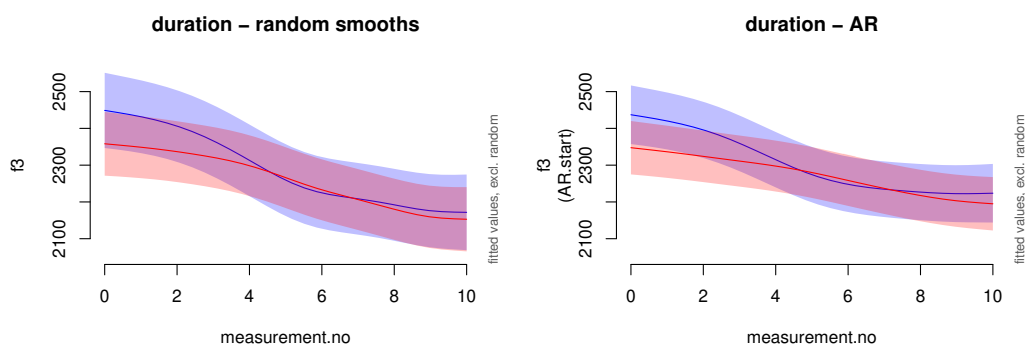 duration − random smooths
f3
2500
2300
2100
0 2 4 6 8 10
measurement.no
fitted values, excl. random
duration − AR
f3
(AR.start)
2500
2300
2100
0 2 4 6 8 10
measurement.no
fitted values, excl. random